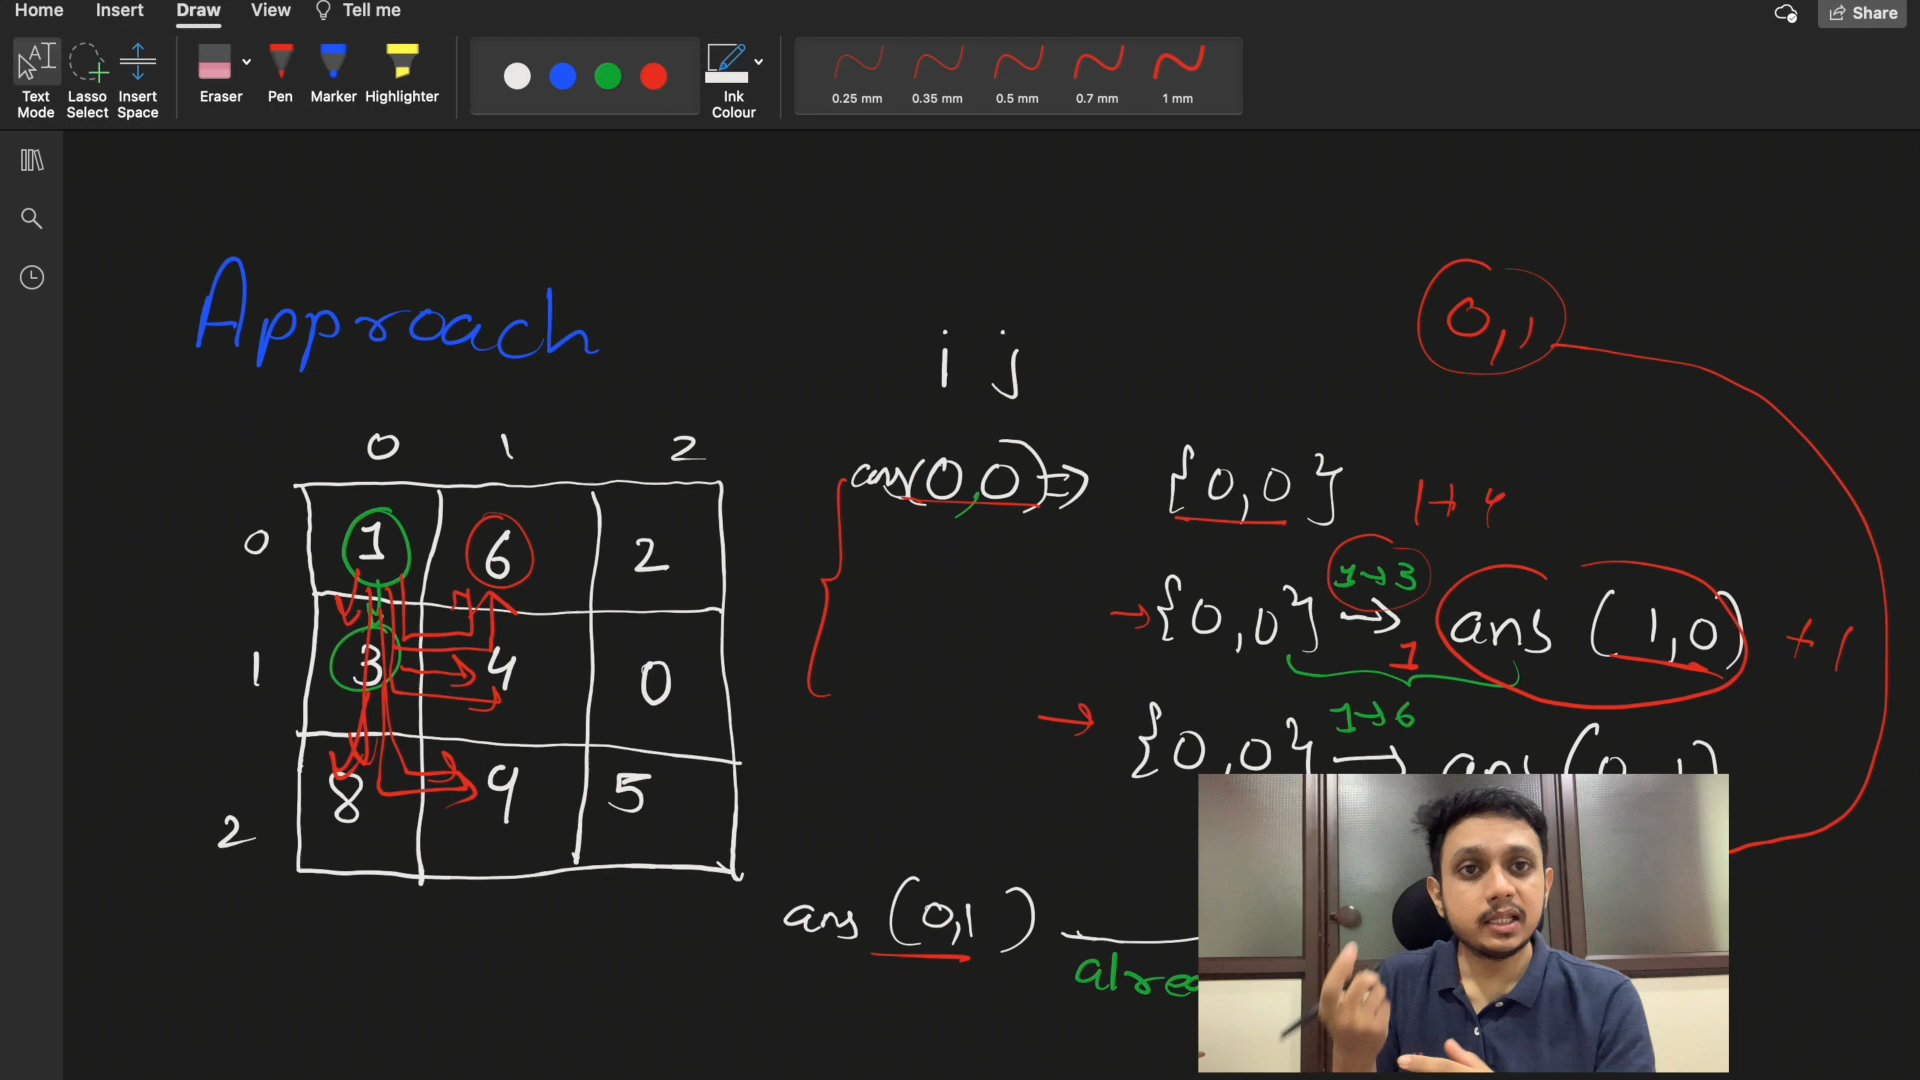 Home Insert Draw View Tell me Share
Text Mode Lasso Select Insert Space Eraser Pen Marker Highlighter Ink Colour 0.25 mm 0.35 mm 0.5 mm 0.7 mm 1 mm
Approach
i j
0,1
0 1 2
ans(0,0) → {0,0}
0 1 6 2
1→3
→ {0,0} → ans (1,0) +1
1
1 3 4 0
1→6
→ {0,0} → ans (0,1)
2 8 9 5
ans (0,1)